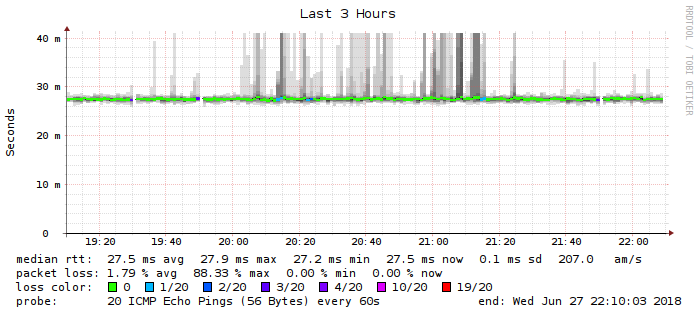 Last 3 Hours
RRDTOOL / TOBI OETIKER
Seconds
40 m
30 m
20 m
10 m
0
19:20 19:40 20:00 20:20 20:40 21:00 21:20 21:40 22:00
median rtt: 27.5 ms avg 27.9 ms max 27.2 ms min 27.5 ms now 0.1 ms sd 207.0 am/s
packet loss: 1.79 % avg 88.33 % max 0.00 % min 0.00 % now
loss color: 0 1/20 2/20 3/20 4/20 10/20 19/20
probe: 20 ICMP Echo Pings (56 Bytes) every 60s end: Wed Jun 27 22:10:03 2018